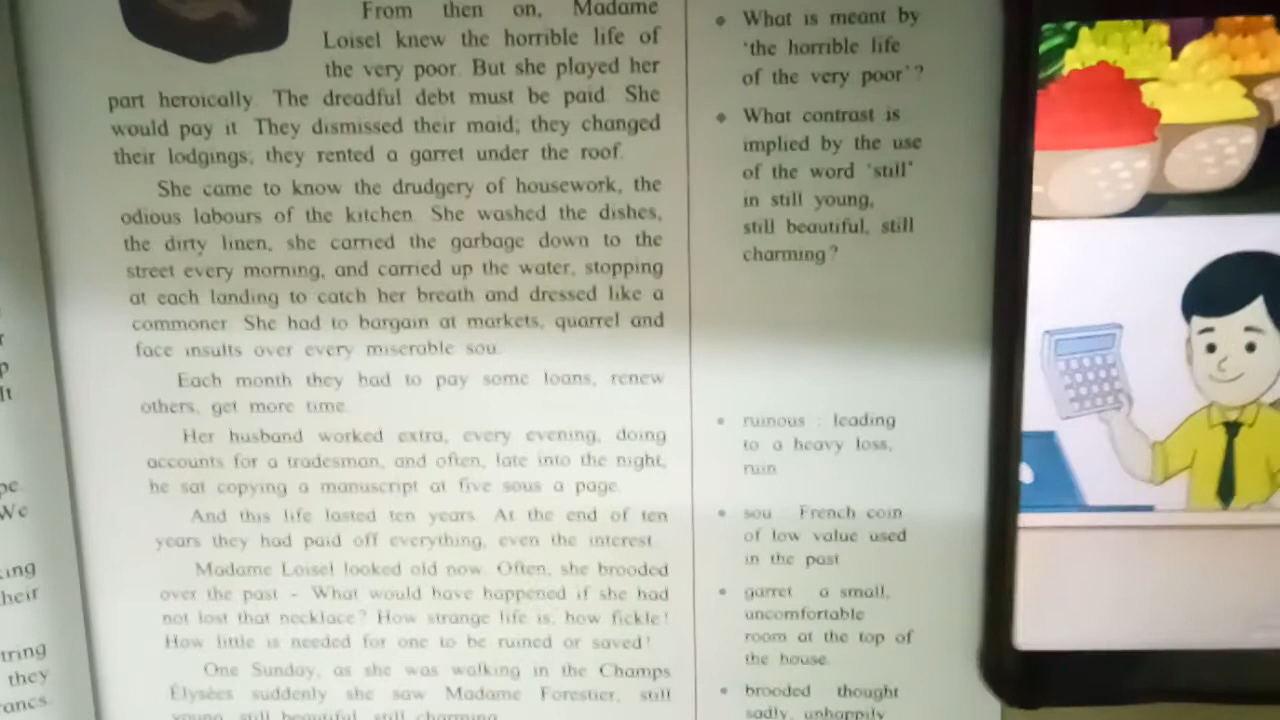 From then on, Madame
Loisel knew the horrible life of
the very poor. But she played her
part heroically. The dreadful debt must be paid. She
would pay it. They dismissed their maid; they changed
their lodgings; they rented a garret under the roof.
She came to know the drudgery of housework, the
odious labours of the kitchen. She washed the dishes,
the dirty linen, she carried the garbage down to the
street every morning, and carried up the water, stopping
at each landing to catch her breath and dressed like a
commoner. She had to bargain at markets, quarrel and
face insults over every miserable sou.
Each month they had to pay some loans, renew
others, get more time.
Her husband worked extra, every evening, doing
accounts for a tradesman, and often, late into the night,
he sat copying a manuscript at five sous a page.
And this life lasted ten years. At the end of ten
years they had paid off everything, even the interest.
Madame Loisel looked old now. Often, she brooded
over the past - What would have happened if she had
not lost that necklace? How strange life is, how fickle!
How little is needed for one to be ruined or saved!
One Sunday, as she was walking in the Champs
Élysées suddenly she saw Madame Forestier, still
young, still beautiful, still charming.
• What is meant by
'the horrible life
of the very poor'?
• What contrast is
implied by the use
of the word 'still'
in still young,
still beautiful, still
charming?
• ruinous : leading
to a heavy loss,
ruin
• sou : French coin
of low value used
in the past
• garret a small,
uncomfortable
room at the top of
the house.
• brooded thought
sadly, unhappily
We
their
they